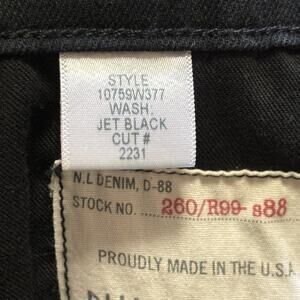 STYLE
10759W377
WASH.
JET BLACK
CUT #
2231
N.L DENIM, D-88
STOCK NO. 260/R99- s88
PROUDLY MADE IN THE U.S.A